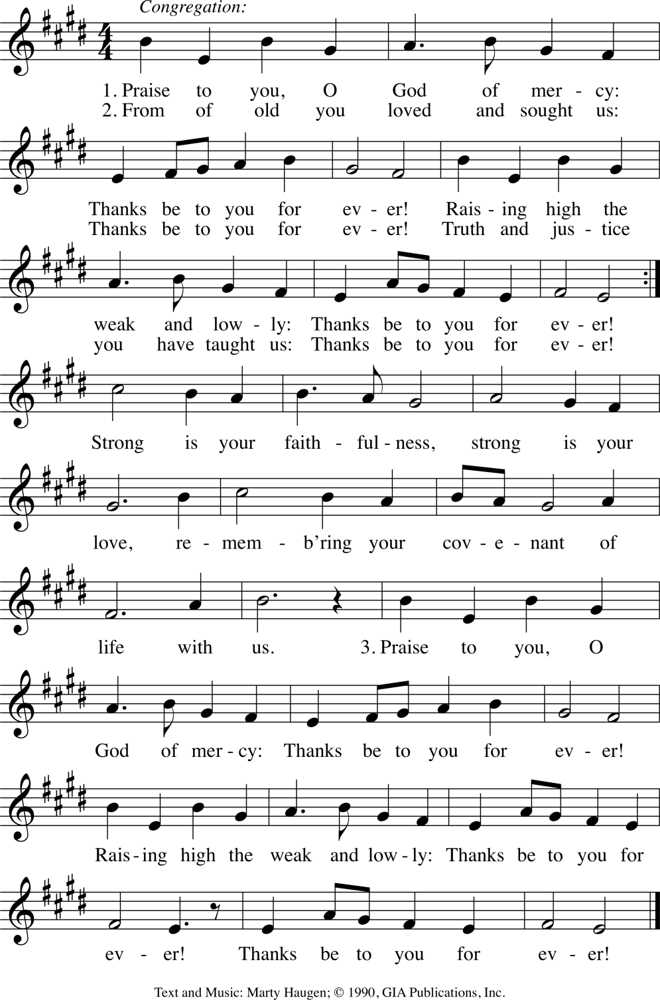 Congregation:
1. Praise to you, O God of mer - cy:
2. From of old you loved and sought us:
Thanks be to you for ev - er! Rais - ing high the
Thanks be to you for ev - er! Truth and jus - tice
weak and low - ly: Thanks be to you for ev - er!
you have taught us: Thanks be to you for ev - er!
Strong is your faith - ful - ness, strong is your
love, re - mem - b’ring your cov - e - nant of
life with us. 3. Praise to you, O
God of mer - cy: Thanks be to you for ev - er!
Rais - ing high the weak and low - ly: Thanks be to you for
ev - er! Thanks be to you for ev - er!
Text and Music: Marty Haugen; © 1990, GIA Publications, Inc.